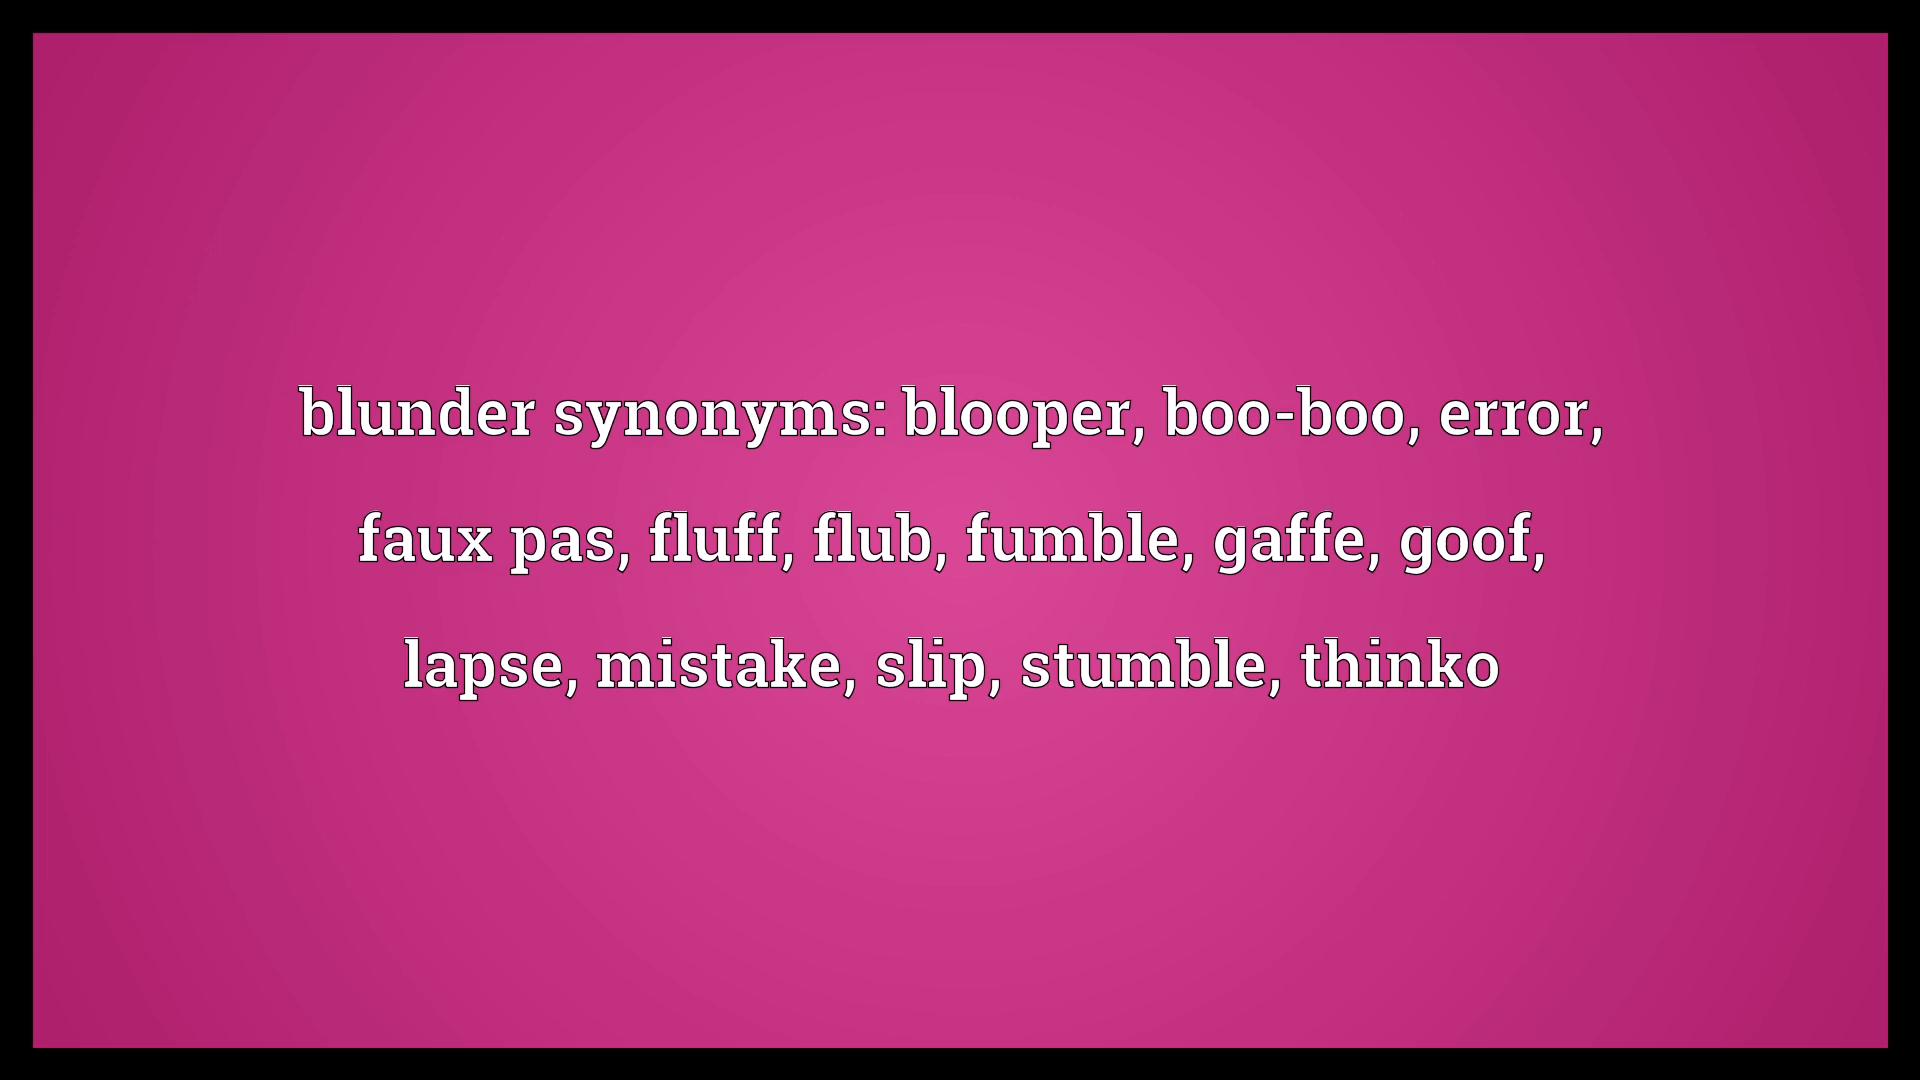 blunder synonyms: blooper, boo-boo, error,
faux pas, fluff, flub, fumble, gaffe, goof,
lapse, mistake, slip, stumble, thinko